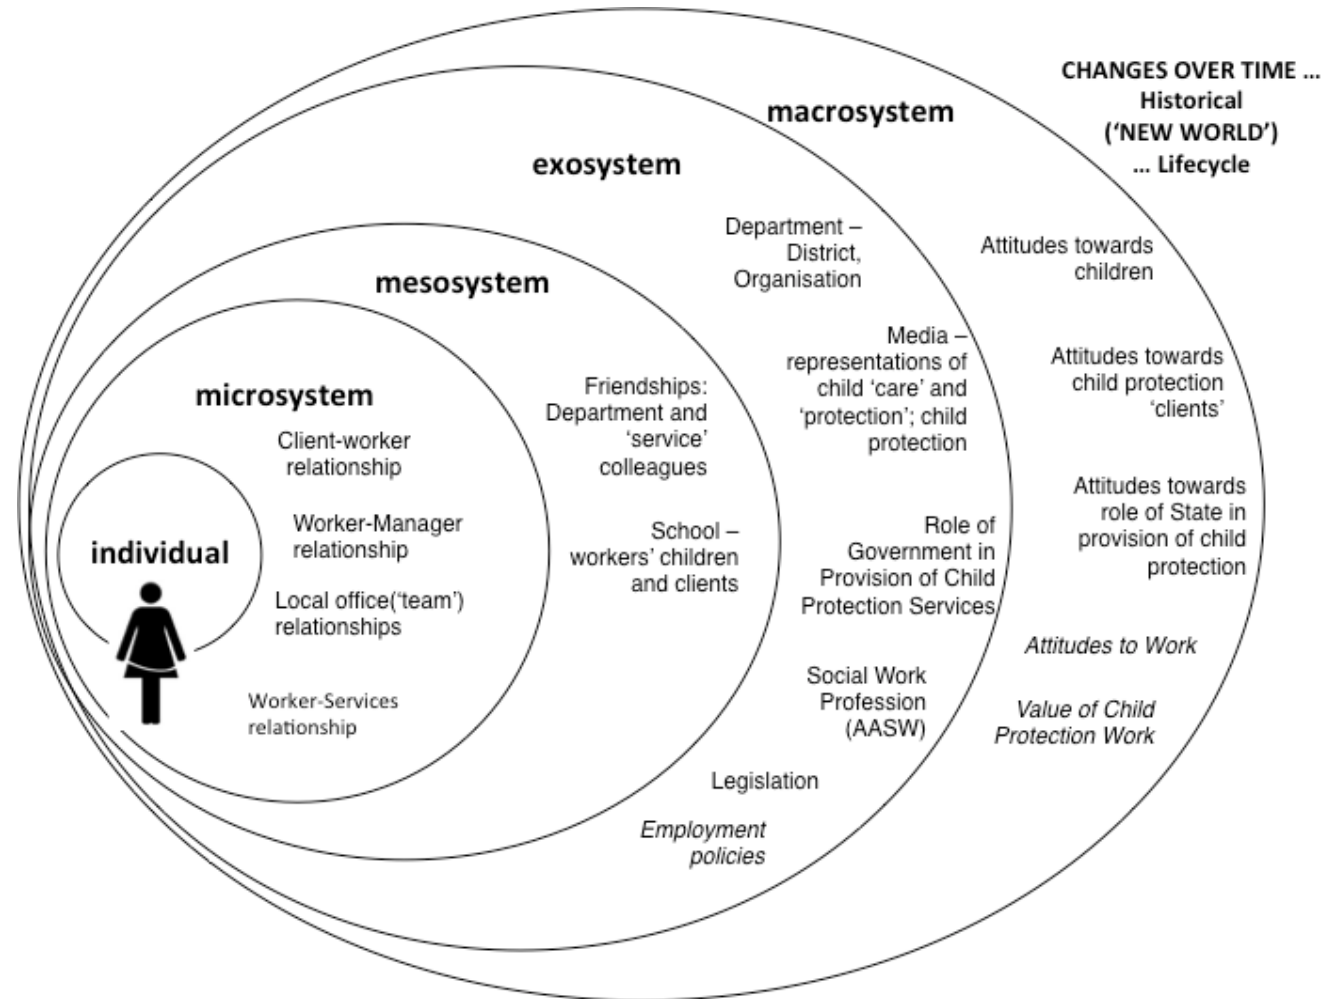 CHANGES OVER TIME ...
Historical
(‘NEW WORLD’)
... Lifecycle
macrosystem
Attitudes towards
children
Attitudes towards
child protection
‘clients’
Attitudes towards
role of State in
provision of child
protection
Attitudes to Work
Value of Child
Protection Work
exosystem
Department –
District,
Organisation
Media –
representations of
child ‘care’ and
‘protection’; child
protection
Role of
Government in
Provision of Child
Protection Services
Social Work
Profession
(AASW)
Legislation
Employment
policies
mesosystem
Friendships:
Department and
‘service’
colleagues
School –
workers’ children
and clients
microsystem
Client-worker
relationship
Worker-Manager
relationship
Local office(‘team’)
relationships
Worker-Services
relationship
individual